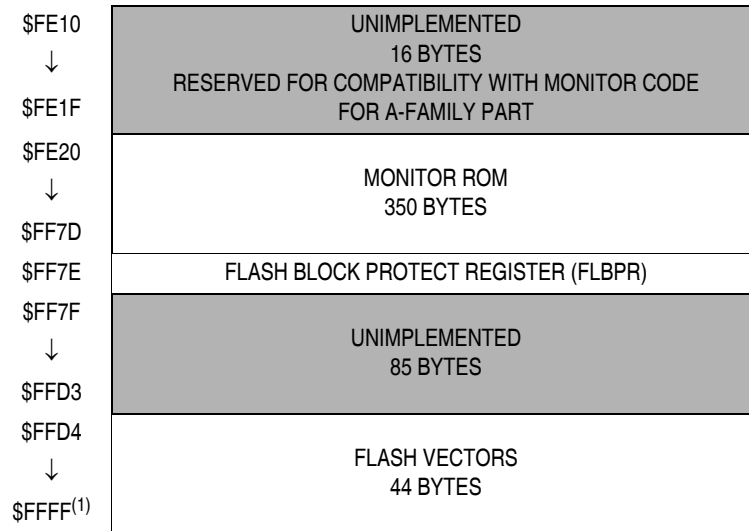 $FE10
↓
$FE1F
UNIMPLEMENTED
16 BYTES
RESERVED FOR COMPATIBILITY WITH MONITOR CODE
FOR A-FAMILY PART
$FE20
↓
$FF7D
MONITOR ROM
350 BYTES
$FF7E
FLASH BLOCK PROTECT REGISTER (FLBPR)
$FF7F
↓
$FFD3
UNIMPLEMENTED
85 BYTES
$FFD4
↓
$FFFF(1)
FLASH VECTORS
44 BYTES